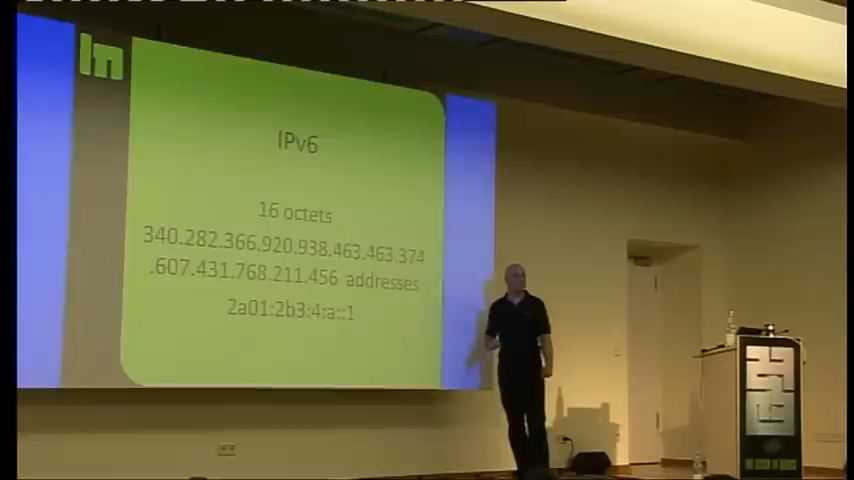 IPv6
16 octets
340.282.366.920.938.463.463.374
.607.431.768.211.456 addresses
2a01:2b3:4:a::1